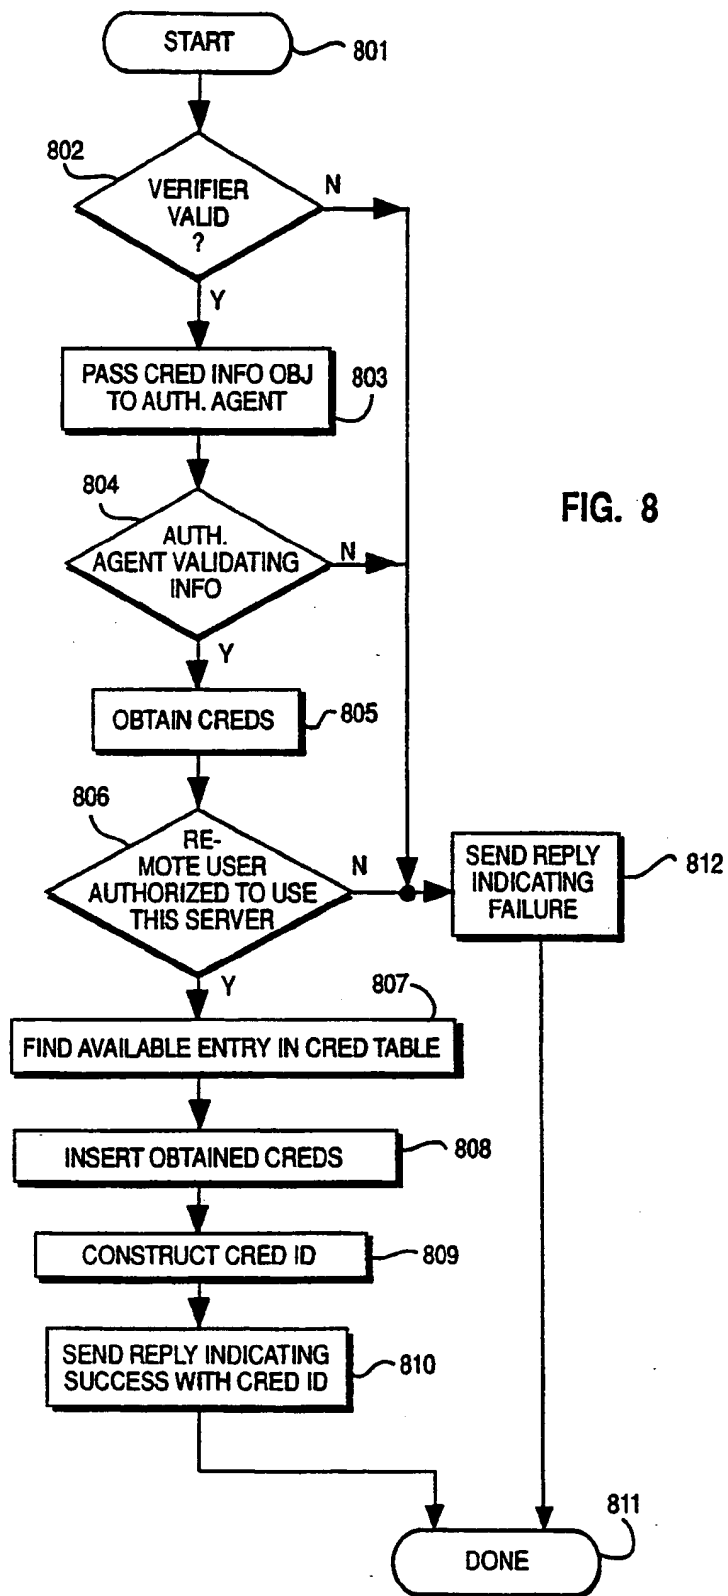 START
801
802
VERIFIER
VALID
?
N
Y
PASS CRED INFO OBJ
TO AUTH. AGENT
803
804
AUTH.
AGENT VALIDATING
INFO
N
Y
FIG. 8
OBTAIN CREDS
805
806
RE-
MOTE USER
AUTHORIZED TO USE
THIS SERVER
N
SEND REPLY
INDICATING
FAILURE
812
Y
807
FIND AVAILABLE ENTRY IN CRED TABLE
INSERT OBTAINED CREDS
808
CONSTRUCT CRED ID
809
SEND REPLY INDICATING
SUCCESS WITH CRED ID
810
811
DONE